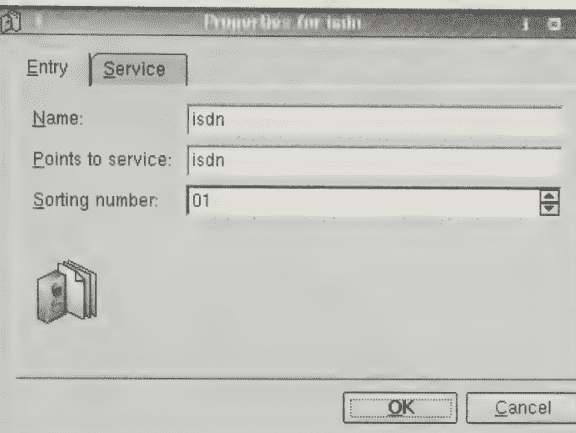 Properties for isdn
Entry Service
Name: isdn
Points to service: isdn
Sorting number: 01
OK Cancel